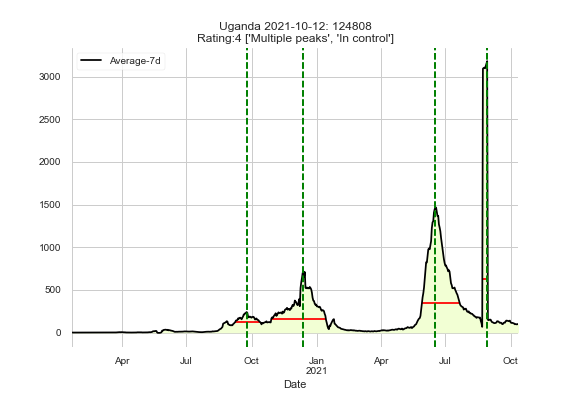 Uganda 2021-10-12: 124808
Rating:4 ['Multiple peaks', 'In control']
Average-7d
3000
2500
2000
1500
1000
500
0
Apr Jul Oct Jan Apr Jul Oct
2021
Date